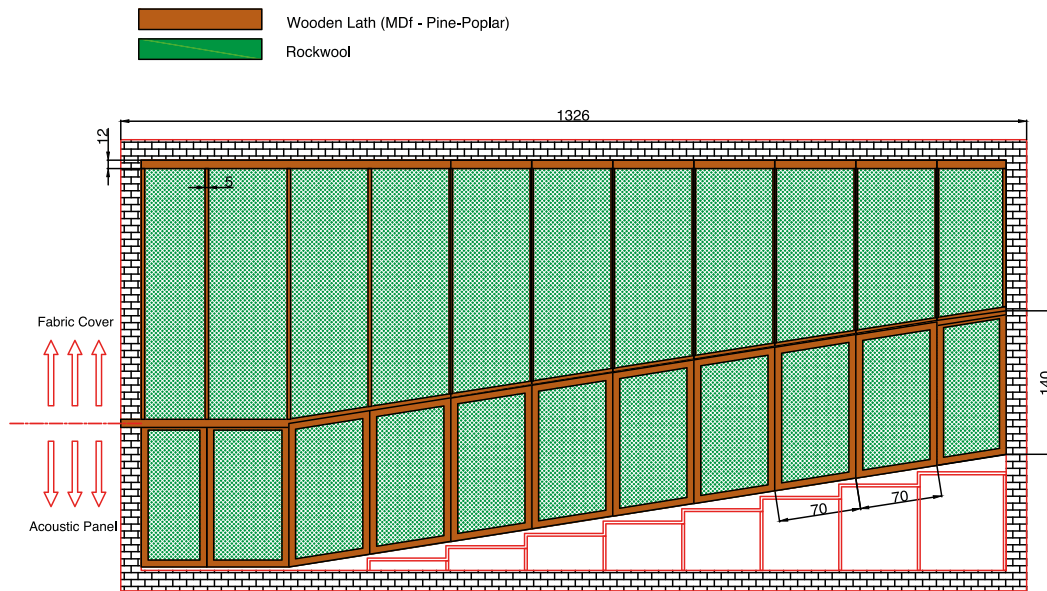 Wooden Lath (MDf - Pine-Poplar)
Rockwool
1326
12
5
Fabric Cover
140
Acoustic Panel
70
70